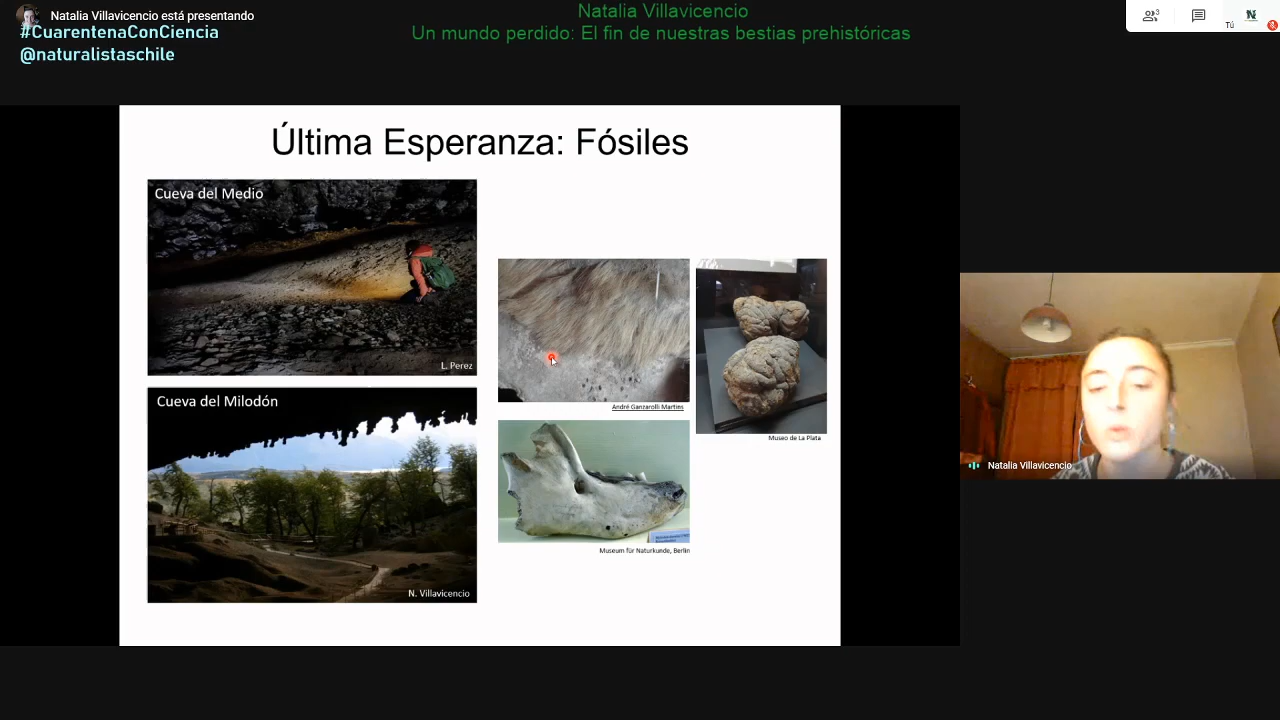 Natalia Villavicencio está presentando
#CuarentenaConCiencia
@naturalistaschile
Natalia Villavicencio
Un mundo perdido: El fin de nuestras bestias prehistóricas
3
Tú
Última Esperanza: Fósiles
Cueva del Medio
L. Perez
Cueva del Milodón
N. Villavicencio
André Ganzarolli Martins
Museo de La Plata
Museum für Naturkunde, Berlin
Natalia Villavicencio